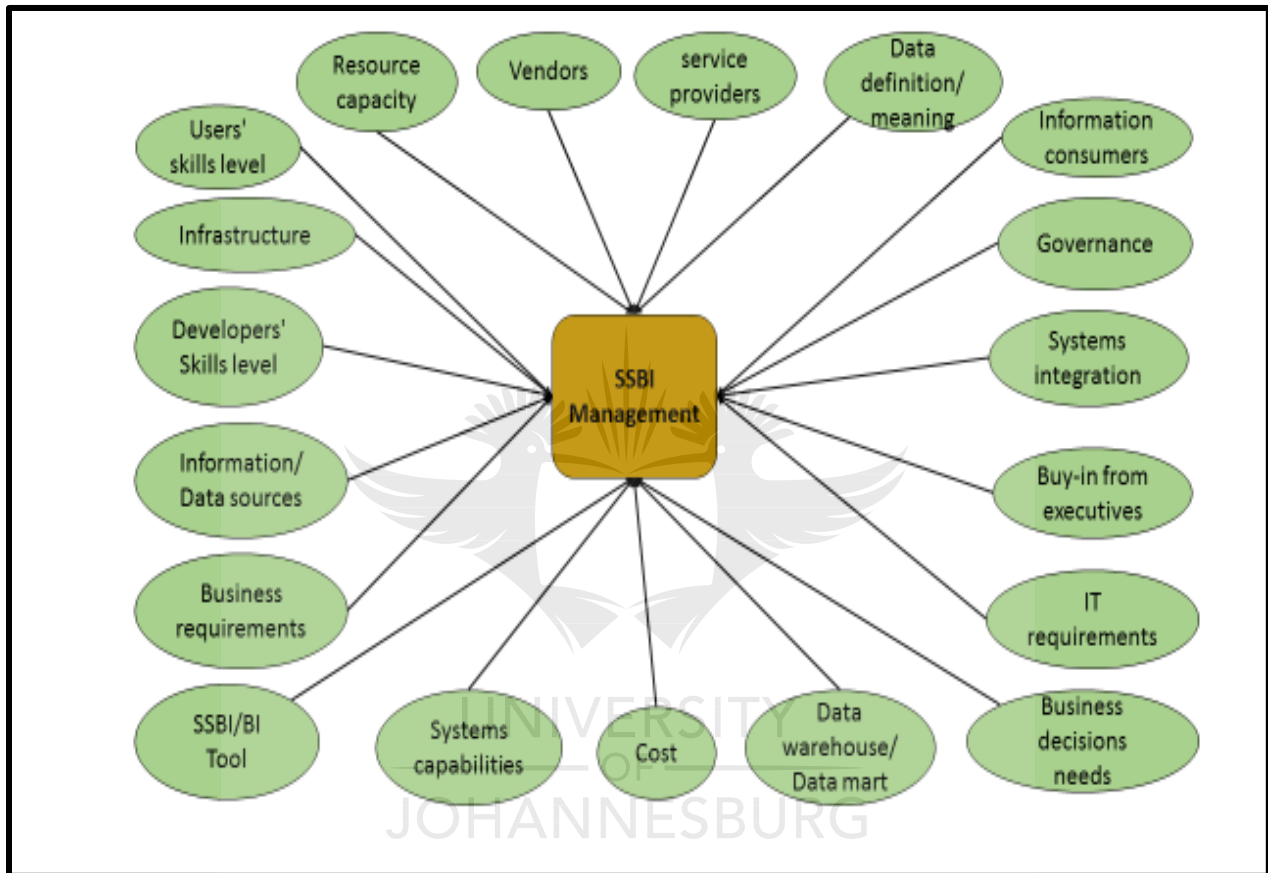 Resource
capacity
Vendors
service
providers
Data
definition/
meaning
Users'
skills level
Information
consumers
Infrastructure
Governance
Developers'
Skills level
Systems
integration
SSBI
Management
Information/
Data sources
Buy-in from
executives
Business
requirements
IT
requirements
SSBI/BI
Tool
Systems
capabilities
Cost
Data
warehouse/
Data mart
Business
decisions
needs
UNIVERSITY
OF
JOHANNESBURG